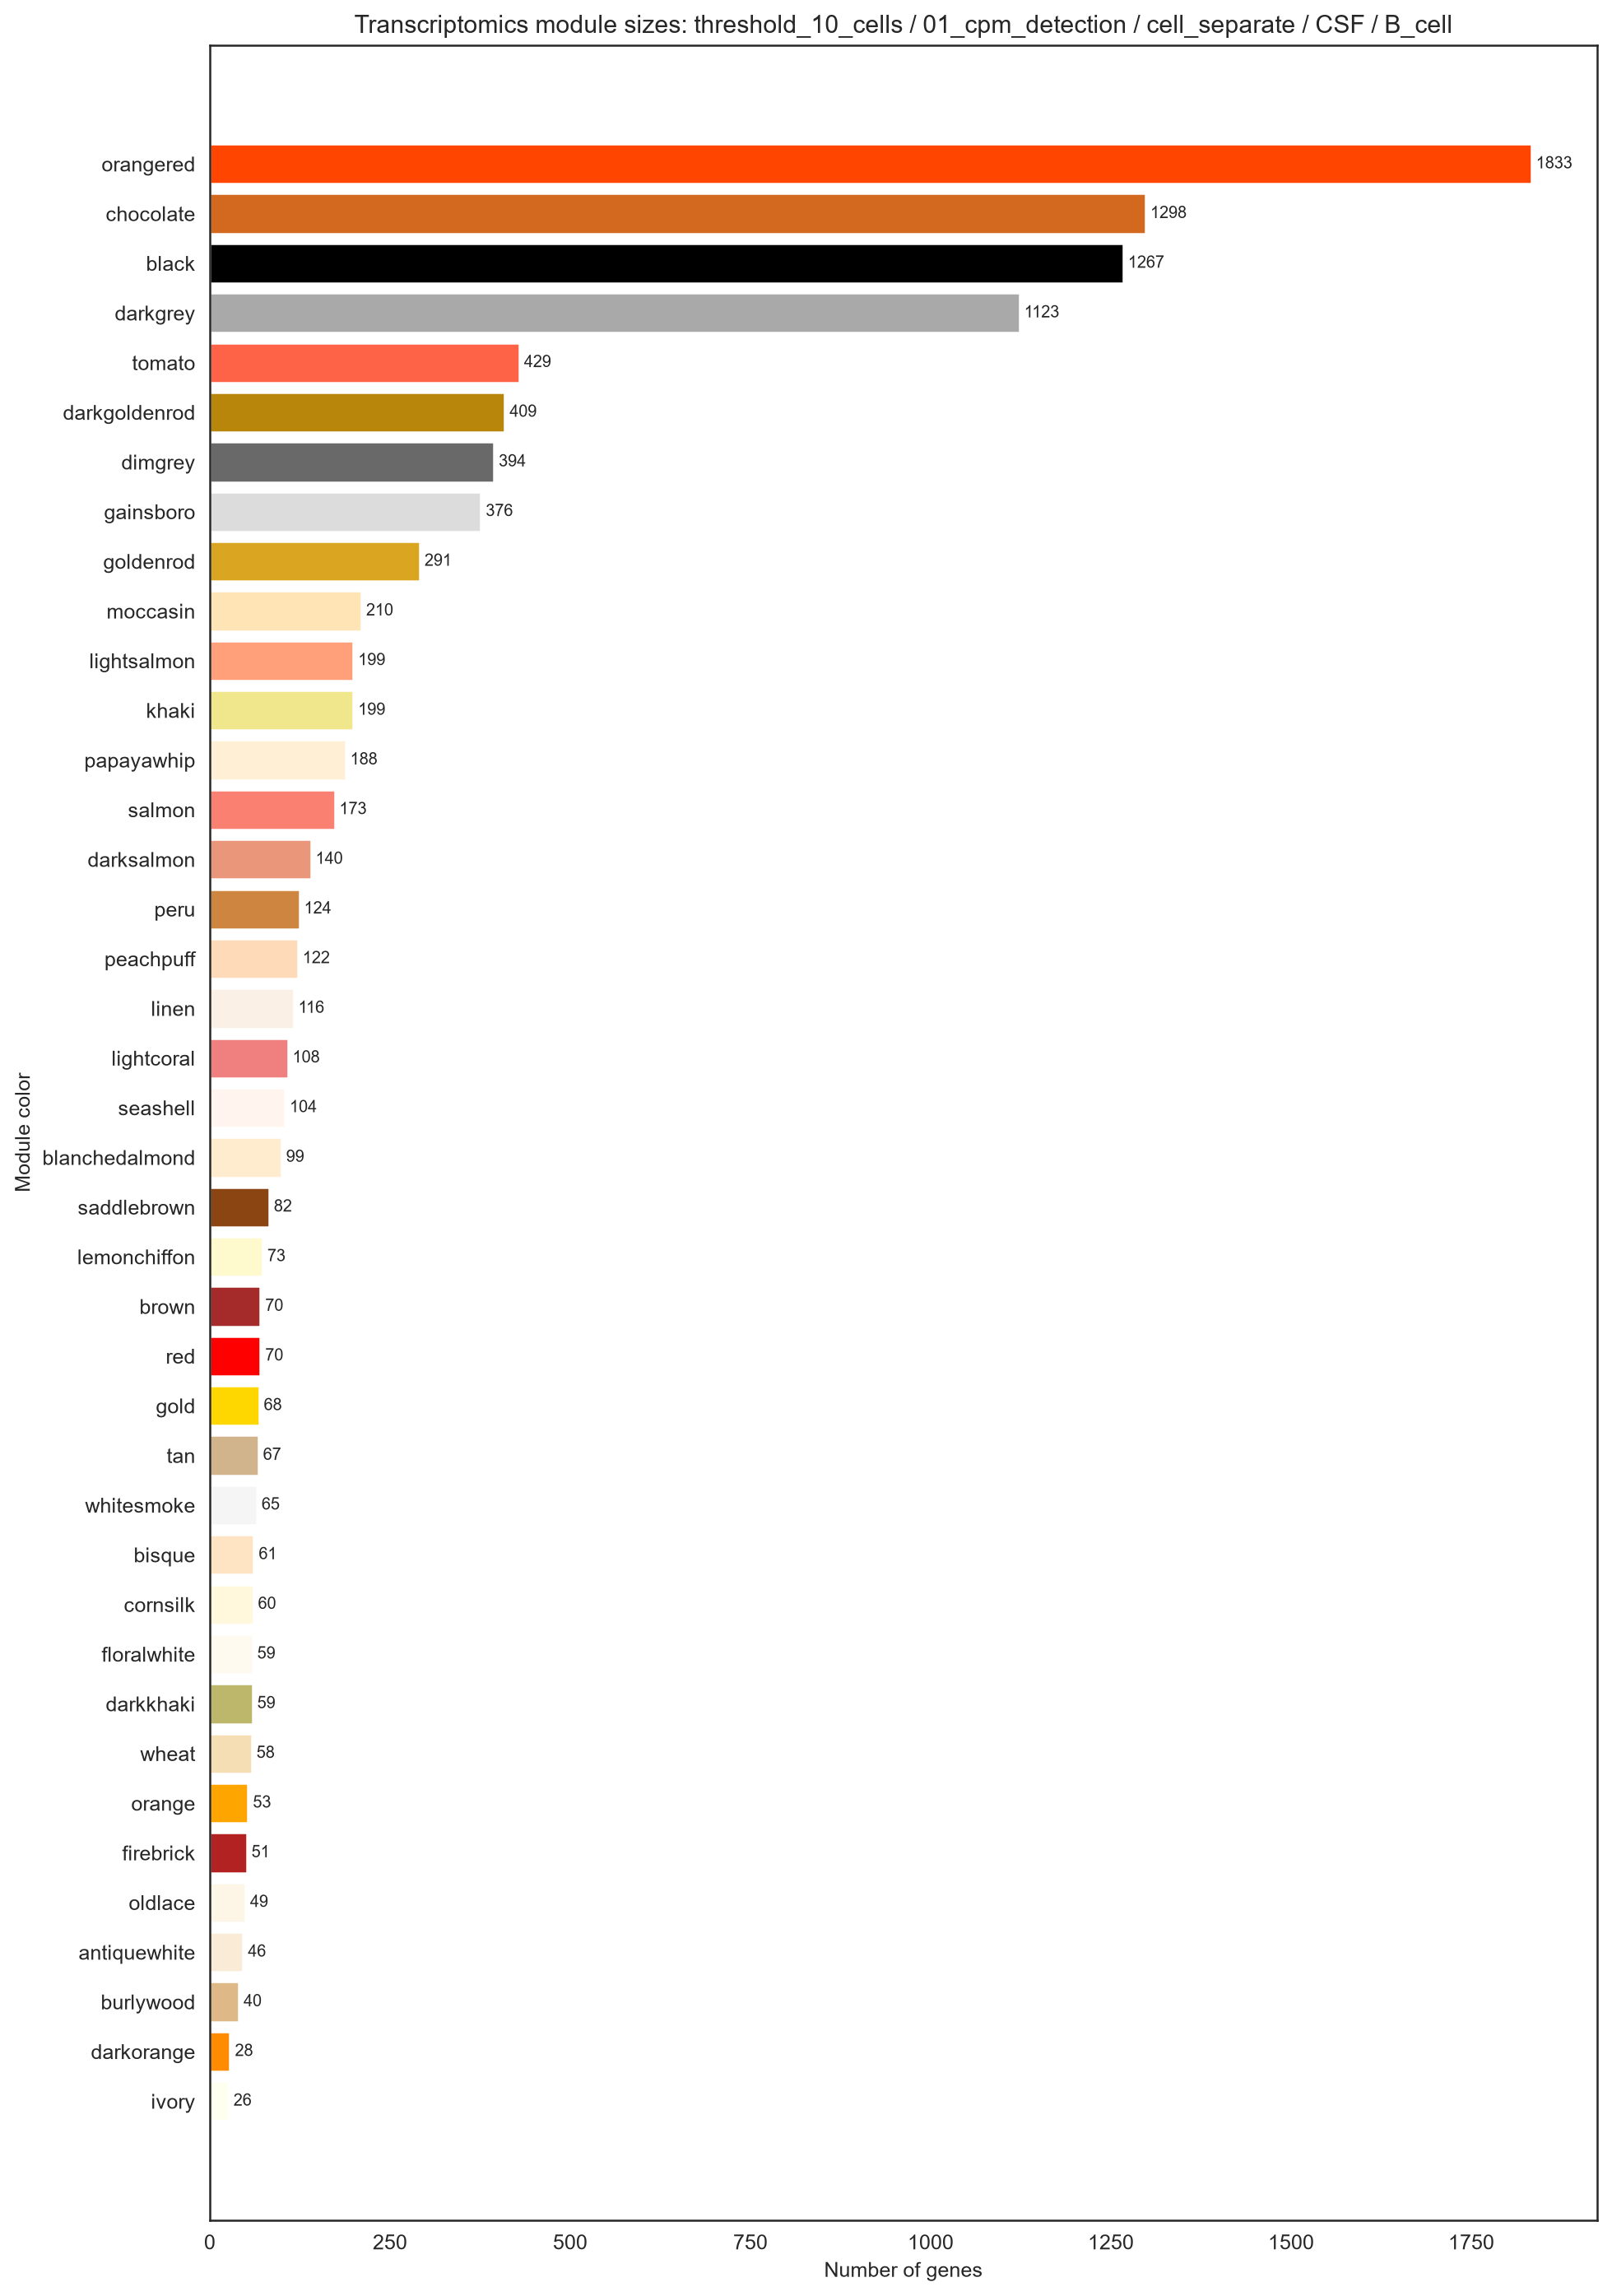 Transcriptomics module sizes: threshold_10_cells / 01_cpm_detection / cell_separate / CSF / B_cell
orangered 1833
chocolate 1298
black 1267
darkgrey 1123
tomato 429
darkgoldenrod 409
dimgrey 394
gainsboro 376
goldenrod 291
moccasin 210
lightsalmon 199
khaki 199
papayawhip 188
salmon 173
darksalmon 140
peru 124
peachpuff 122
linen 116
lightcoral 108
seashell 104
blanchedalmond 99
saddlebrown 82
lemonchiffon 73
brown 70
red 70
gold 68
tan 67
whitesmoke 65
bisque 61
cornsilk 60
floralwhite 59
darkkhaki 59
wheat 58
orange 53
firebrick 51
oldlace 49
antiquewhite 46
burlywood 40
darkorange 28
ivory 26
Module color
0 250 500 750 1000 1250 1500 1750
Number of genes